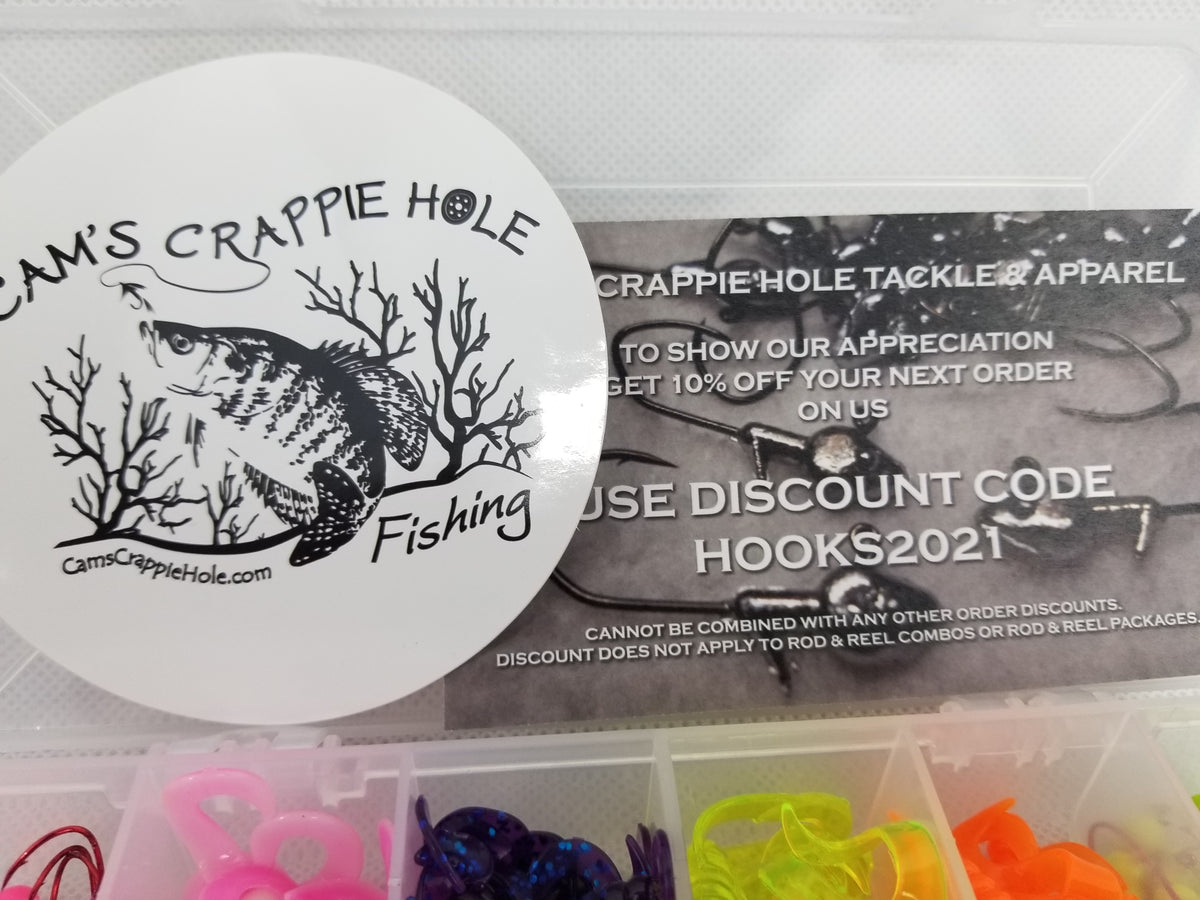 CAM'S CRAPPIE HOLE
Fishing
CamsCrappieHole.com
CRAPPIE HOLE TACKLE & APPAREL
TO SHOW OUR APPRECIATION
GET 10% OFF YOUR NEXT ORDER
ON US
USE DISCOUNT CODE
HOOKS2021
CANNOT BE COMBINED WITH ANY OTHER ORDER DISCOUNTS.
DISCOUNT DOES NOT APPLY TO ROD & REEL COMBOS OR ROD & REEL PACKAGES.